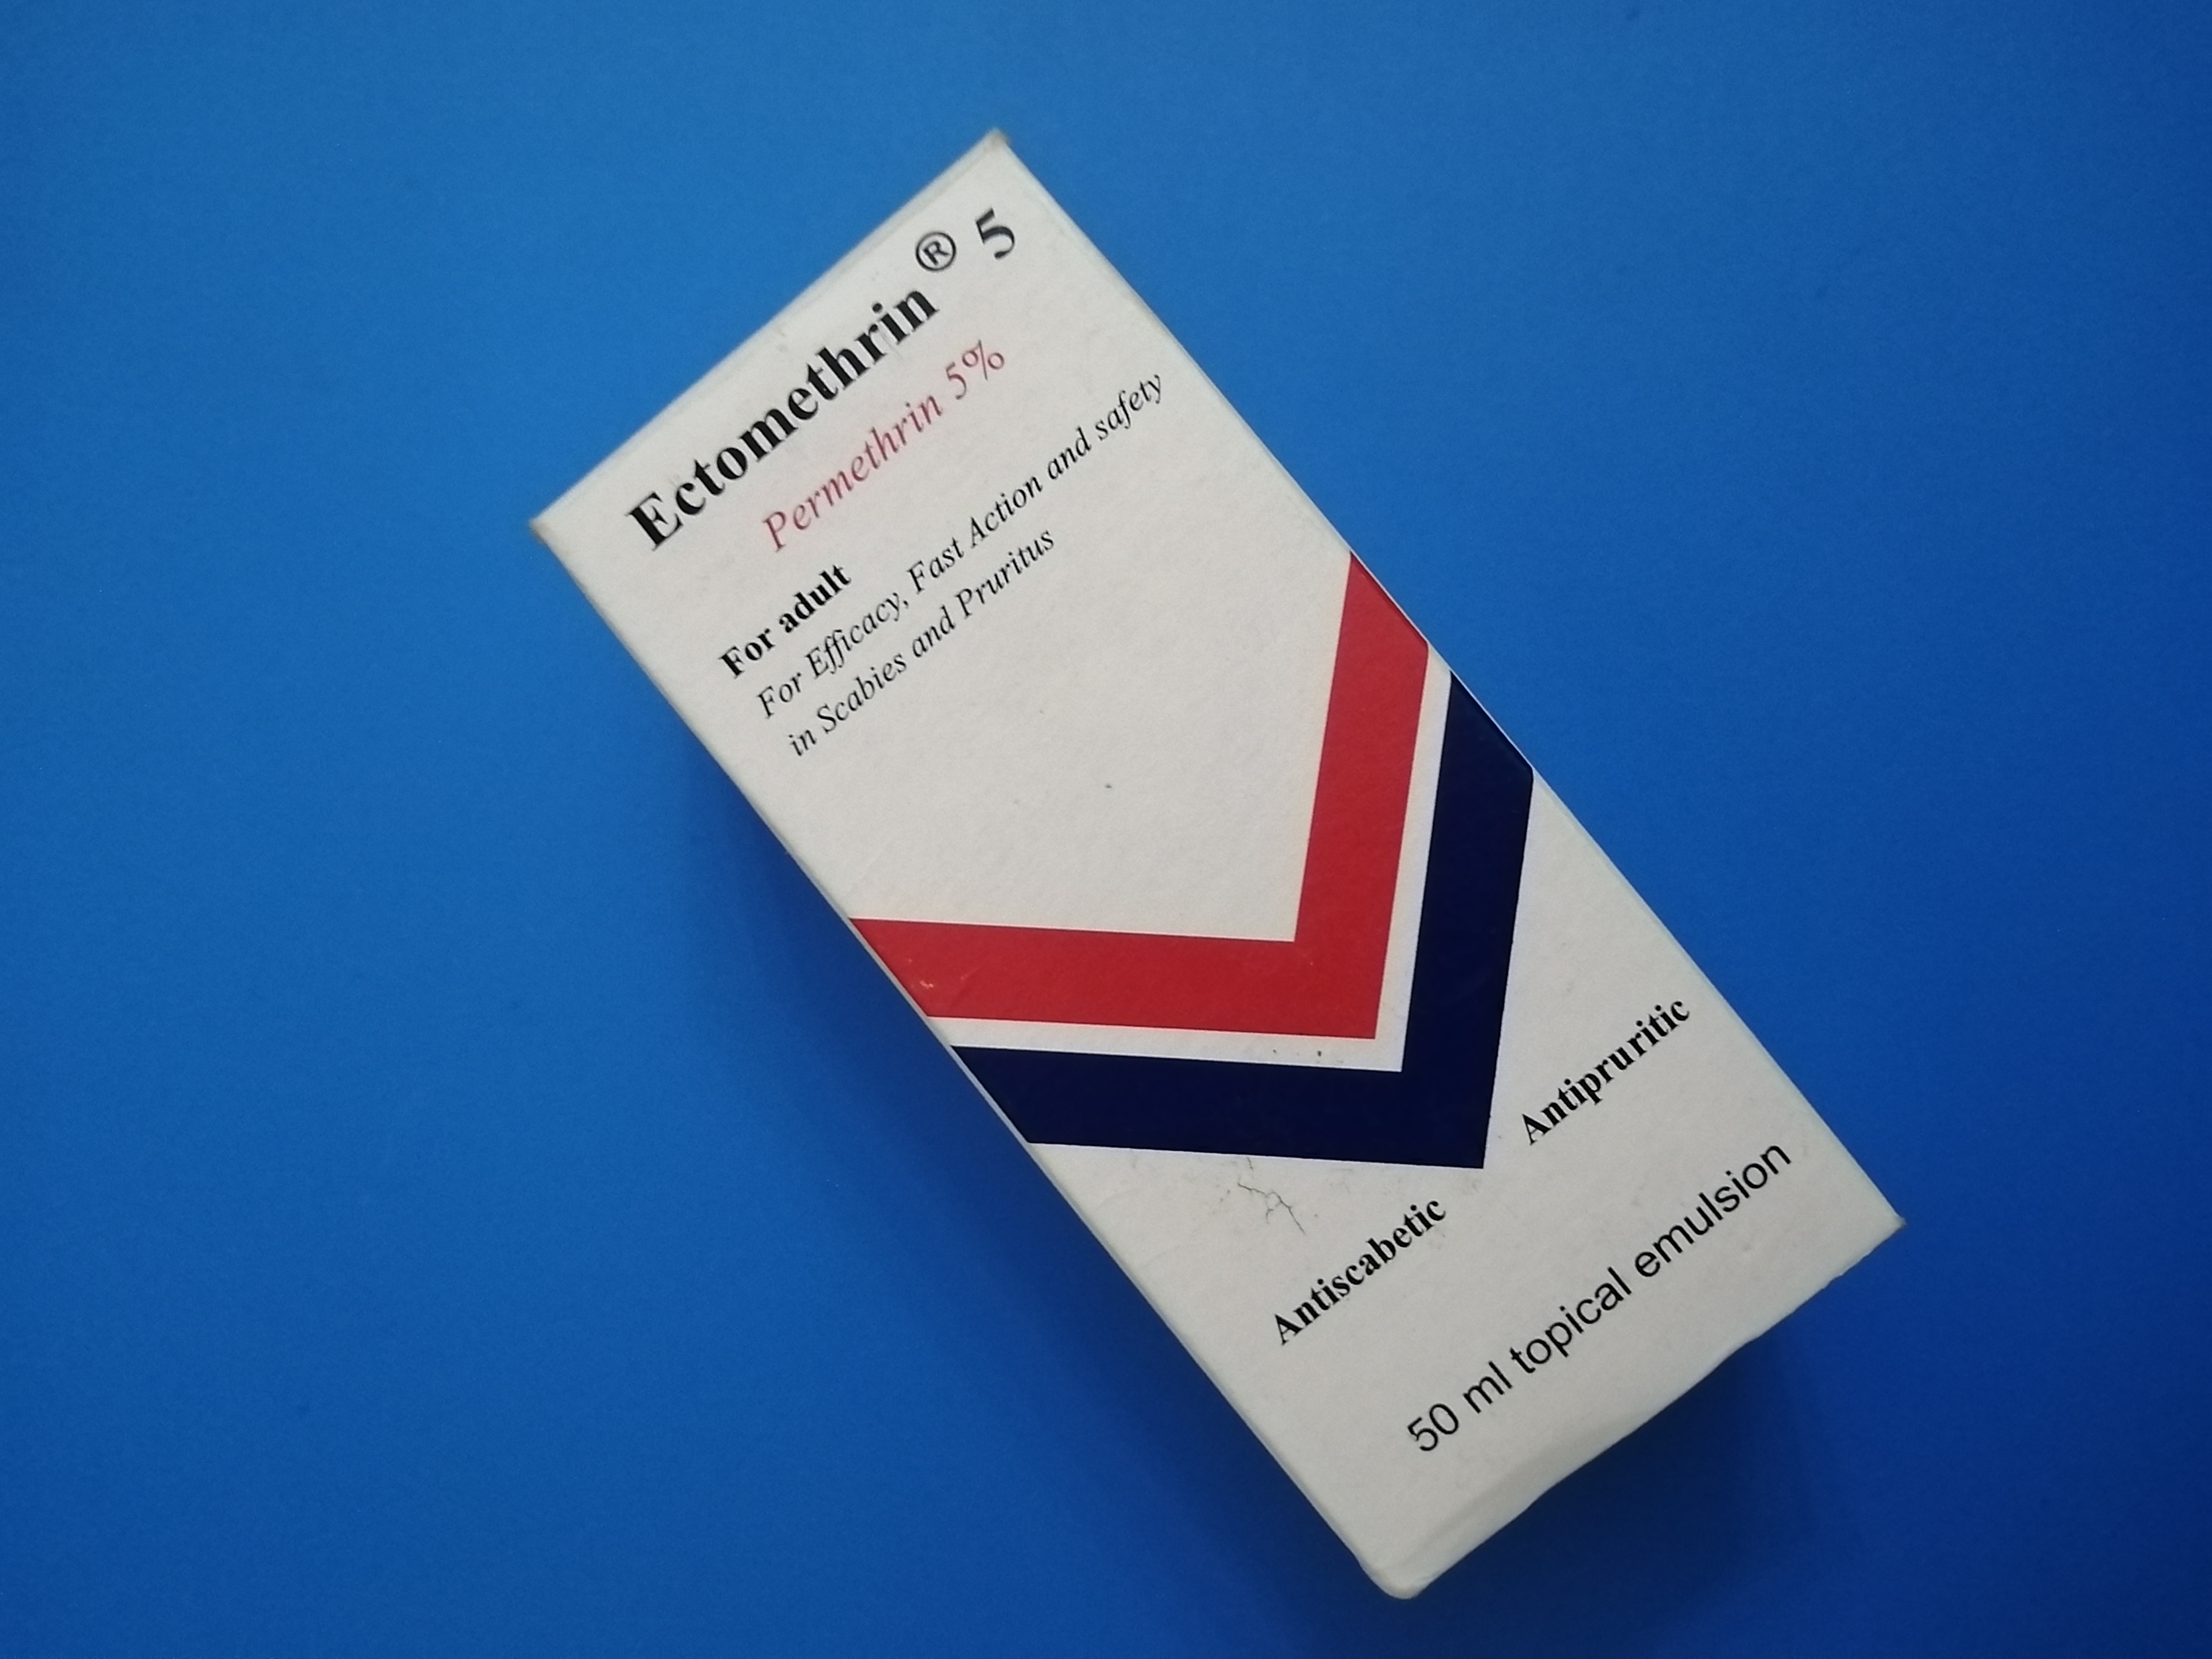 Ectomethrin® 5
Permethrin 5%
For adult
For Efficacy, Fast Action and safety
in Scabies and Pruritus
Antiscabetic Antipruritic
50 ml topical emulsion